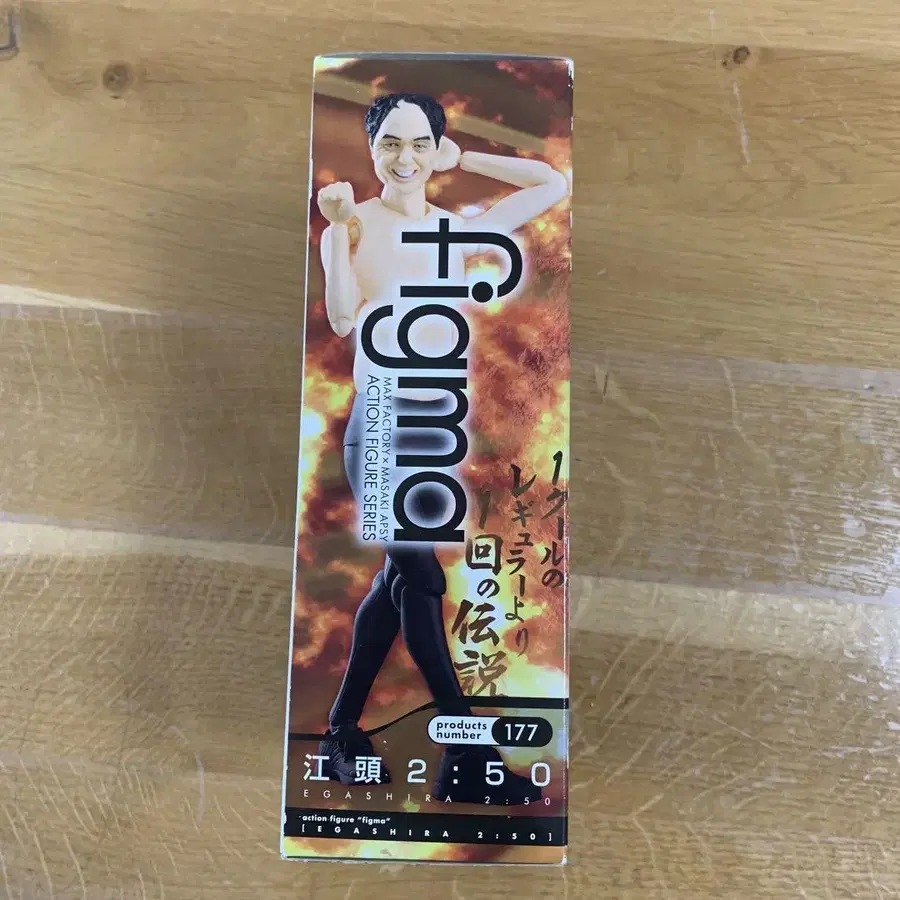 figma
MAX FACTORY × MASAKI APSY
ACTION FIGURE SERIES
1クールの
レギュラーより
1回の伝説
products
number
177
江頭2:50
EGASHIRA 2:50
action figure "figma"
[EGASHIRA 2:50]